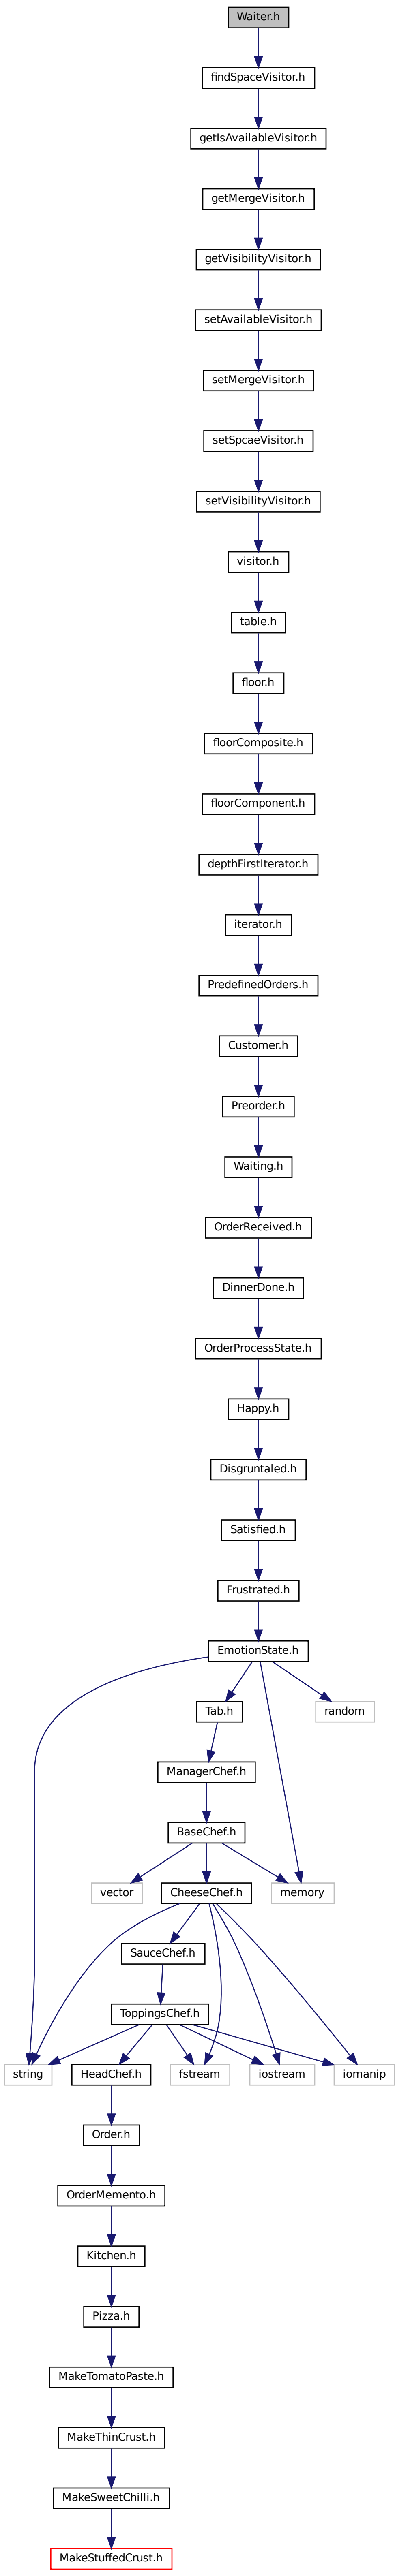 Waiter.h
findSpaceVisitor.h
getIsAvailableVisitor.h
getMergeVisitor.h
getVisibilityVisitor.h
setAvailableVisitor.h
setMergeVisitor.h
setSpcaeVisitor.h
setVisibilityVisitor.h
visitor.h
table.h
floor.h
floorComposite.h
floorComponent.h
depthFirstIterator.h
iterator.h
PredefinedOrders.h
Customer.h
Preorder.h
Waiting.h
OrderReceived.h
DinnerDone.h
OrderProcessState.h
Happy.h
Disgruntaled.h
Satisfied.h
Frustrated.h
EmotionState.h
Tab.h random
ManagerChef.h
BaseChef.h
vector CheeseChef.h memory
SauceChef.h
ToppingsChef.h
string HeadChef.h fstream iostream iomanip
Order.h
OrderMemento.h
Kitchen.h
Pizza.h
MakeTomatoPaste.h
MakeThinCrust.h
MakeSweetChilli.h
MakeStuffedCrust.h